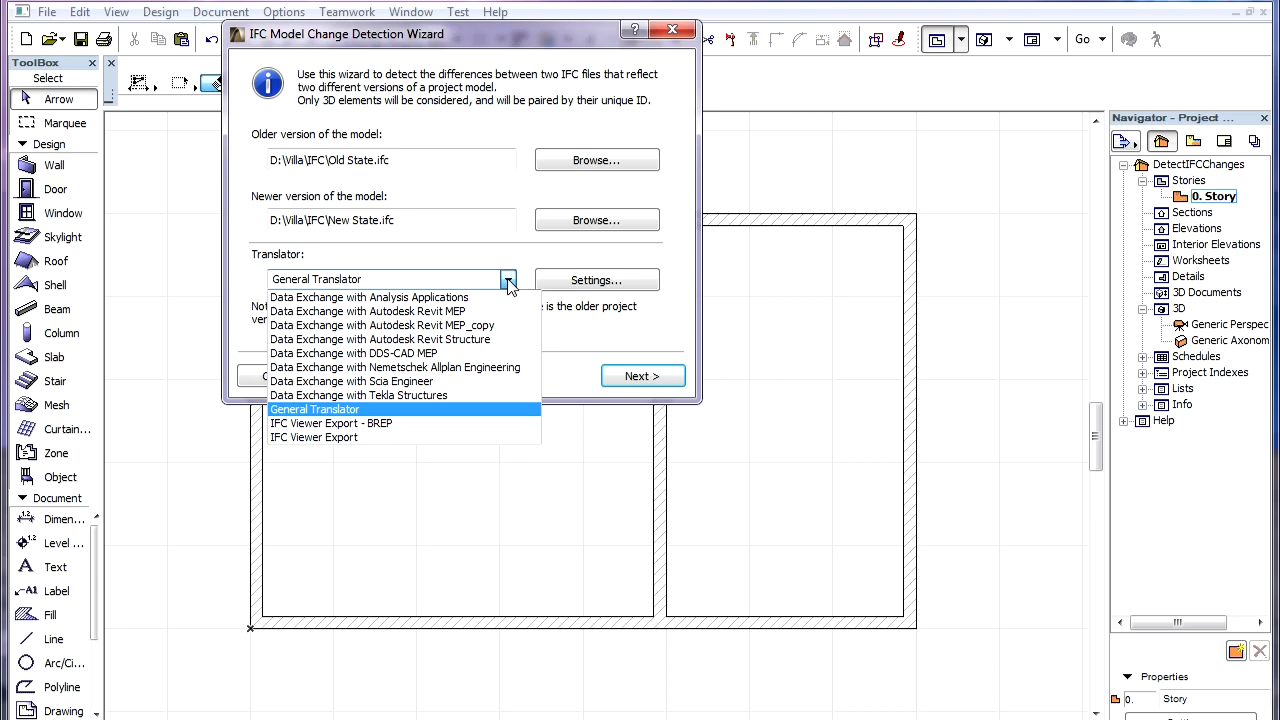 File Edit View Design Document Options Teamwork Window Test Help
IFC Model Change Detection Wizard
?
Go
ToolBox
Select
Arrow
Marquee
Design
Wall
Door
Window
Skylight
Roof
Shell
Beam
Column
Slab
Stair
Mesh
Curtain...
Zone
Object
Document
Dimen...
Level ...
Text
A1 Label
Fill
Line
Arc/Ci...
Polyline
Drawing
Use this wizard to detect the differences between two IFC files that reflect
two different versions of a project model.
Only 3D elements will be considered, and will be paired by their unique ID.
Older version of the model:
D:\Villa\IFC\Old State.ifc
Browse...
Newer version of the model:
D:\Villa\IFC\New State.ifc
Browse...
Translator:
General Translator
Settings...
is the older project
Data Exchange with Analysis Applications
Data Exchange with Autodesk Revit MEP
Data Exchange with Autodesk Revit MEP_copy
Data Exchange with Autodesk Revit Structure
Data Exchange with DDS-CAD MEP
Data Exchange with Nemetschek Allplan Engineering
Data Exchange with Scia Engineer
Data Exchange with Tekla Structures
General Translator
IFC Viewer Export - BREP
IFC Viewer Export
Next >
Navigator - Project ...
DetectIFCChanges
Stories
0. Story
Sections
Elevations
Interior Elevations
Worksheets
Details
3D Documents
3D
Generic Perspec
Generic Axonom
Schedules
Project Indexes
Lists
Info
Help
Properties
0. Story